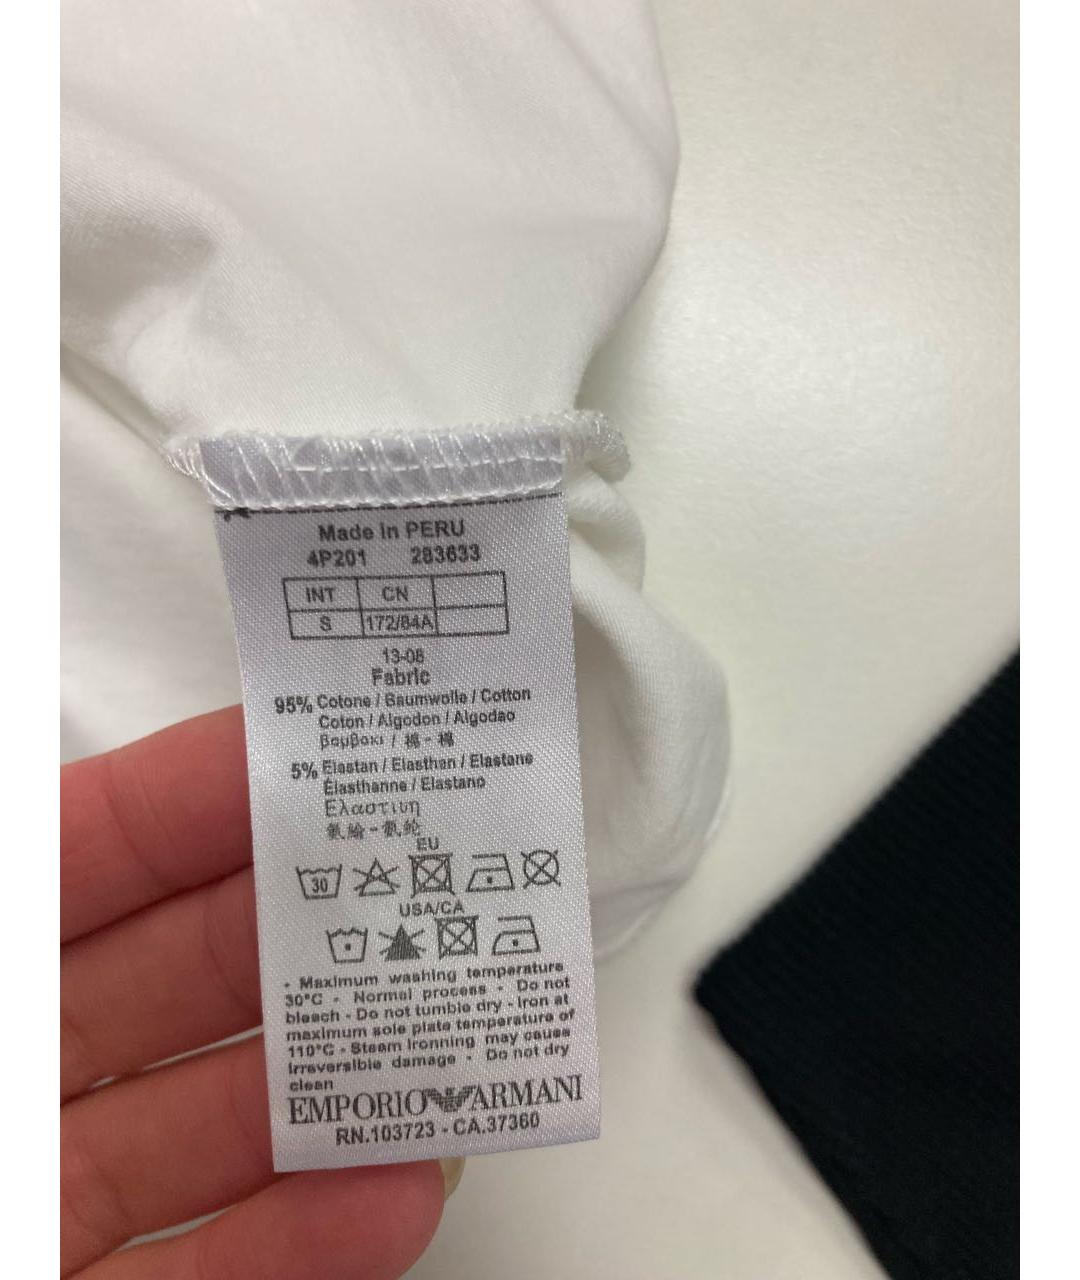 Made in PERU
4P201 283633
INT CN
S 172/84A
13-08
Fabric
95% Cotone / Baumwolle / Cotton
Coton / Algodon / Algodao
βαμβακι / 棉 - 棉
5% Elastan / Elasthan / Elastane
Élasthanne / Elastano
Ελαστινη
EU
30
USA/CA
• Maximum washing temperature
30°C - Normal process - Do not
bleach - Do not tumble dry - Iron at
maximum sole plate temperature of
110°C - Steam ironning may cause
irreversible damage - Do not dry
clean
EMPORIO ARMANI
RN.103723 - CA.37360